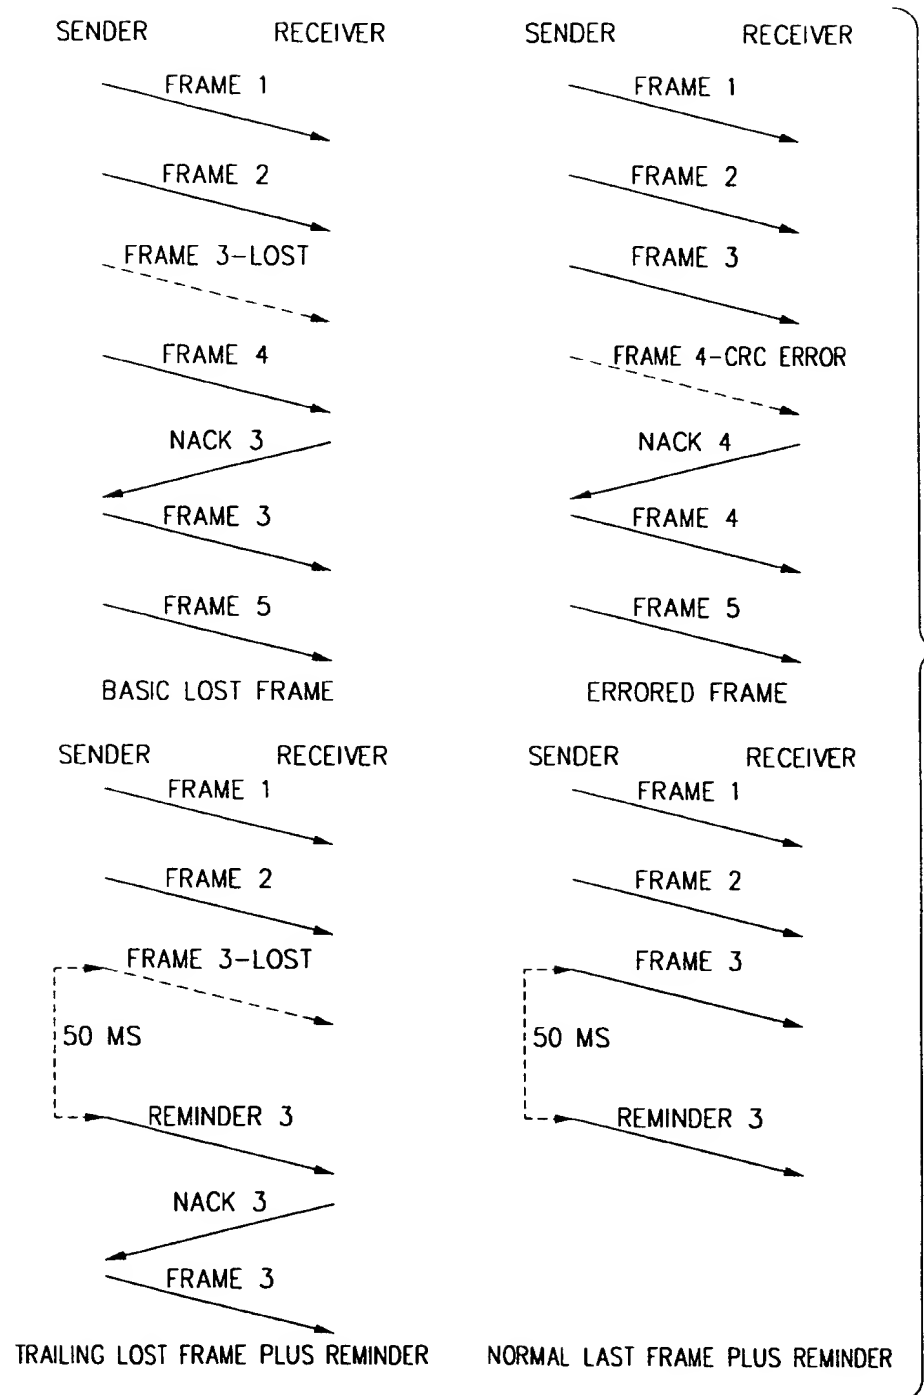 SENDER RECEIVER
FRAME 1
FRAME 2
FRAME 3-LOST
FRAME 4
NACK 3
FRAME 3
FRAME 5
BASIC LOST FRAME
SENDER RECEIVER
FRAME 1
FRAME 2
FRAME 3
FRAME 4-CRC ERROR
NACK 4
FRAME 4
FRAME 5
ERRORED FRAME
SENDER RECEIVER
FRAME 1
FRAME 2
FRAME 3-LOST
50 MS
REMINDER 3
NACK 3
FRAME 3
TRAILING LOST FRAME PLUS REMINDER
SENDER RECEIVER
FRAME 1
FRAME 2
FRAME 3
50 MS
REMINDER 3
NORMAL LAST FRAME PLUS REMINDER